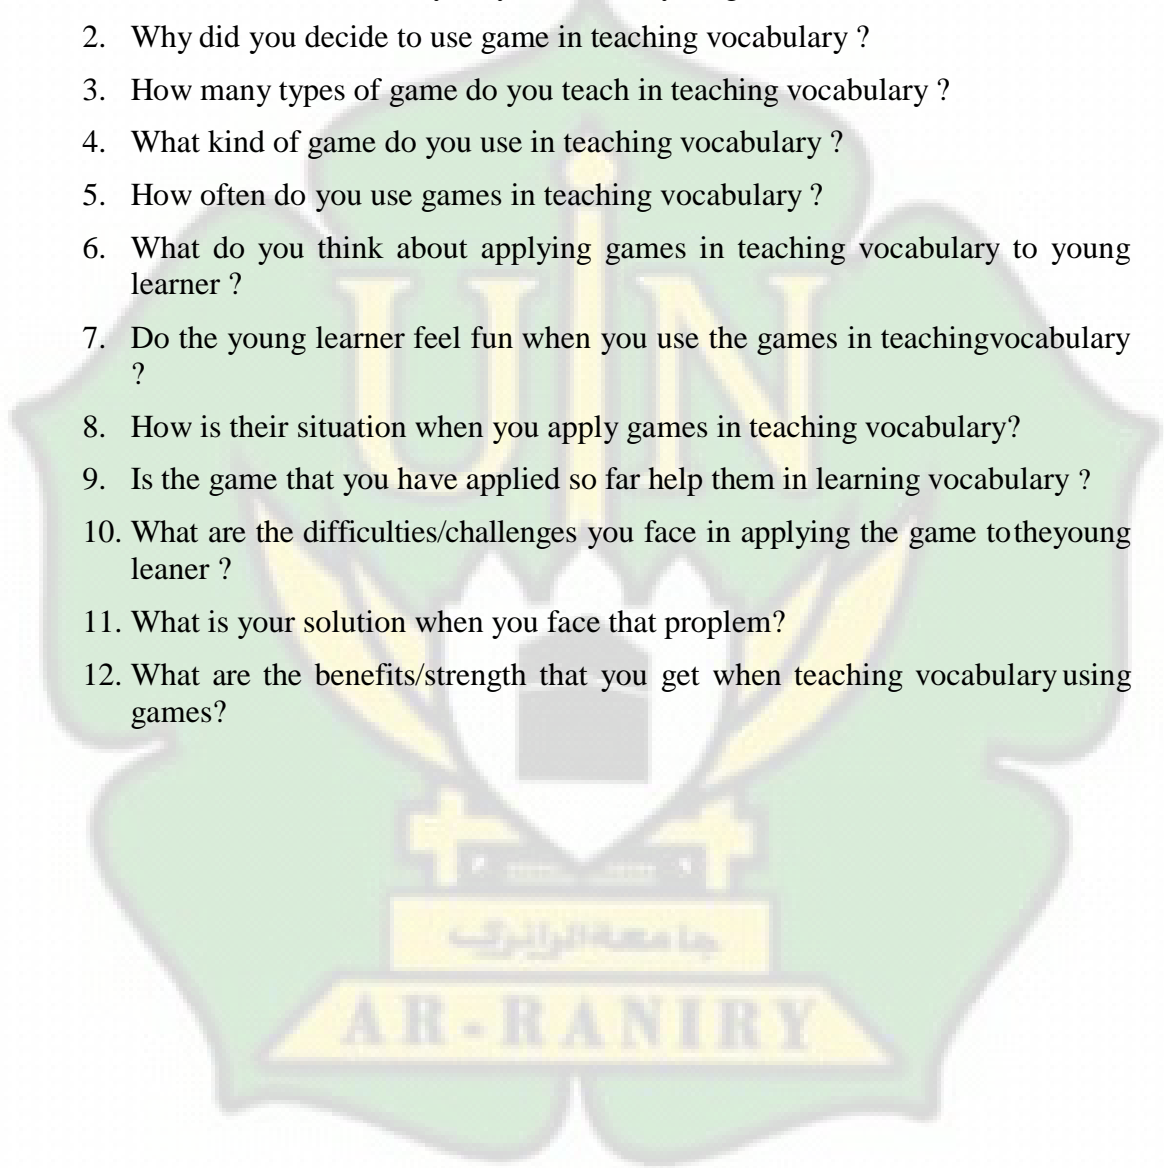 2. Why did you decide to use game in teaching vocabulary ?
3. How many types of game do you teach in teaching vocabulary ?
4. What kind of game do you use in teaching vocabulary ?
5. How often do you use games in teaching vocabulary ?
6. What do you think about applying games in teaching vocabulary to young
learner ?
7. Do the young learner feel fun when you use the games in teachingvocabulary
?
8. How is their situation when you apply games in teaching vocabulary?
9. Is the game that you have applied so far help them in learning vocabulary ?
10. What are the difficulties/challenges you face in applying the game totheyoung
leaner ?
11. What is your solution when you face that proplem?
12. What are the benefits/strength that you get when teaching vocabulary using
games?
UIN
جامعة الرانري
AR-RANIRY